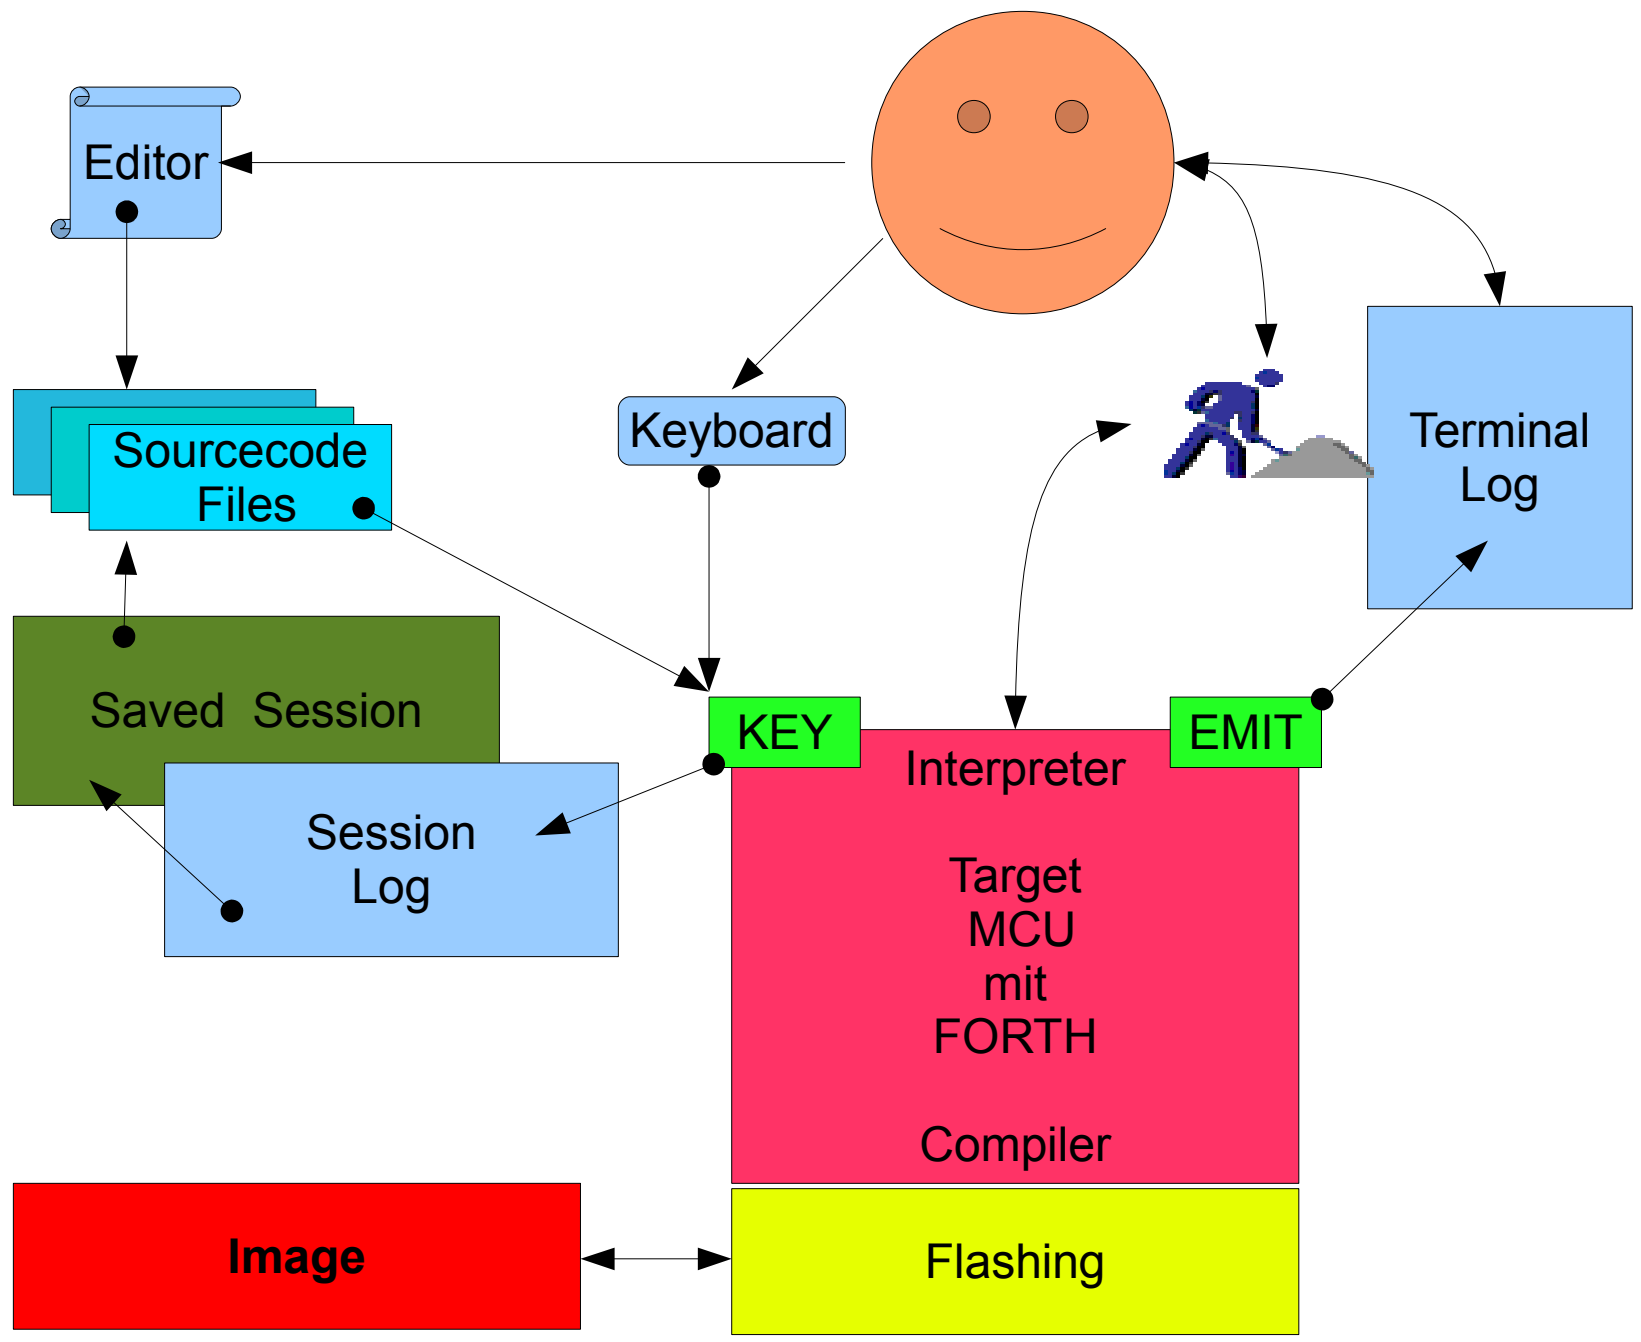 Editor
Sourcecode
Files
Keyboard
Terminal
Log
Saved  Session
KEY
EMIT
Session
Log
Interpreter
Target
MCU
mit
FORTH
Compiler
Image
Flashing